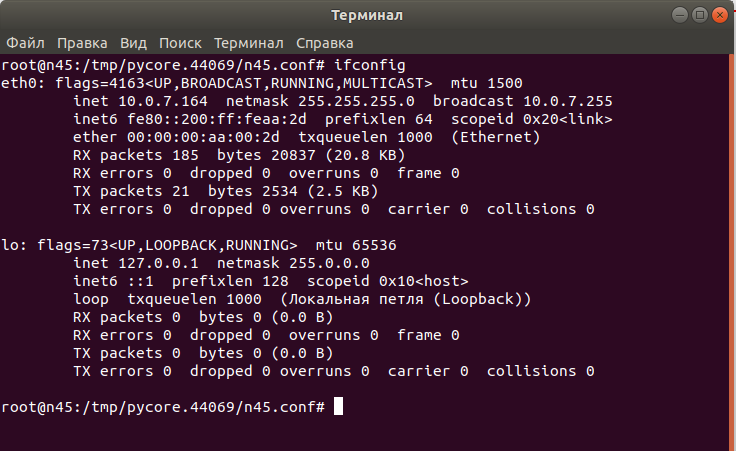 Терминал
Файл Правка Вид Поиск Терминал Справка
root@n45:/tmp/pycore.44069/n45.conf# ifconfig
eth0: flags=4163<UP,BROADCAST,RUNNING,MULTICAST>  mtu 1500
        inet 10.0.7.164  netmask 255.255.255.0  broadcast 10.0.7.255
        inet6 fe80::200:ff:feaa:2d  prefixlen 64  scopeid 0x20<link>
        ether 00:00:00:aa:00:2d  txqueuelen 1000  (Ethernet)
        RX packets 185  bytes 20837 (20.8 KB)
        RX errors 0  dropped 0  overruns 0  frame 0
        TX packets 21  bytes 2534 (2.5 KB)
        TX errors 0  dropped 0 overruns 0  carrier 0  collisions 0
lo: flags=73<UP,LOOPBACK,RUNNING>  mtu 65536
        inet 127.0.0.1  netmask 255.0.0.0
        inet6 ::1  prefixlen 128  scopeid 0x10<host>
        loop  txqueuelen 1000  (Локальная петля (Loopback))
        RX packets 0  bytes 0 (0.0 B)
        RX errors 0  dropped 0  overruns 0  frame 0
        TX packets 0  bytes 0 (0.0 B)
        TX errors 0  dropped 0 overruns 0  carrier 0  collisions 0
root@n45:/tmp/pycore.44069/n45.conf#